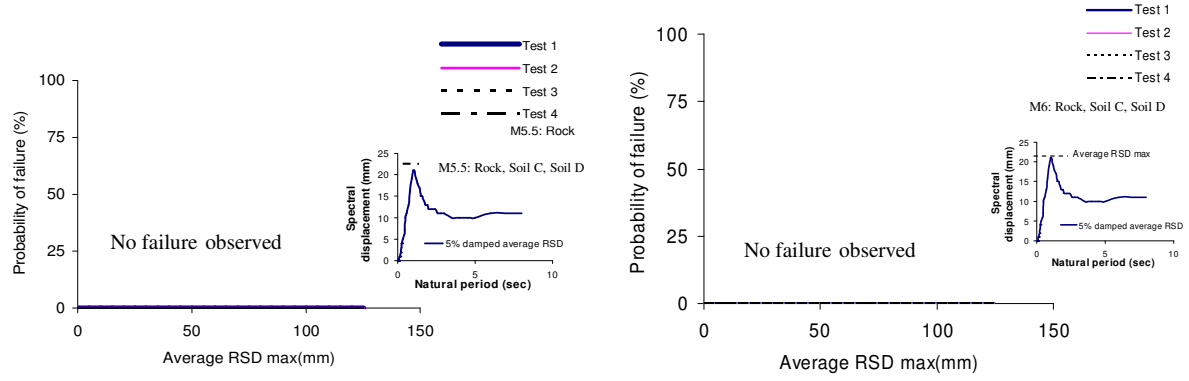 Test 1
Test 2
Test 3
Test 4
M5.5: Rock
M5.5: Rock, Soil C, Soil D
Probability of failure (%)
100
75
50
25
0
No failure observed
0
50
100
150
Average RSD max(mm)
Spectral
displacement (mm)
25
20
15
10
5
0
5% damped average RSD
0
5
10
Natural period (sec)
Test 1
Test 2
Test 3
Test 4
M6: Rock, Soil C, Soil D
Probability of failure (%)
100
75
50
25
0
No failure observed
0
50
100
150
Average RSD max(mm)
Spectral
displacement (mm)
25
20
15
10
5
0
Average RSD max
5% damped average RSD
0
5
10
Natural period (sec)